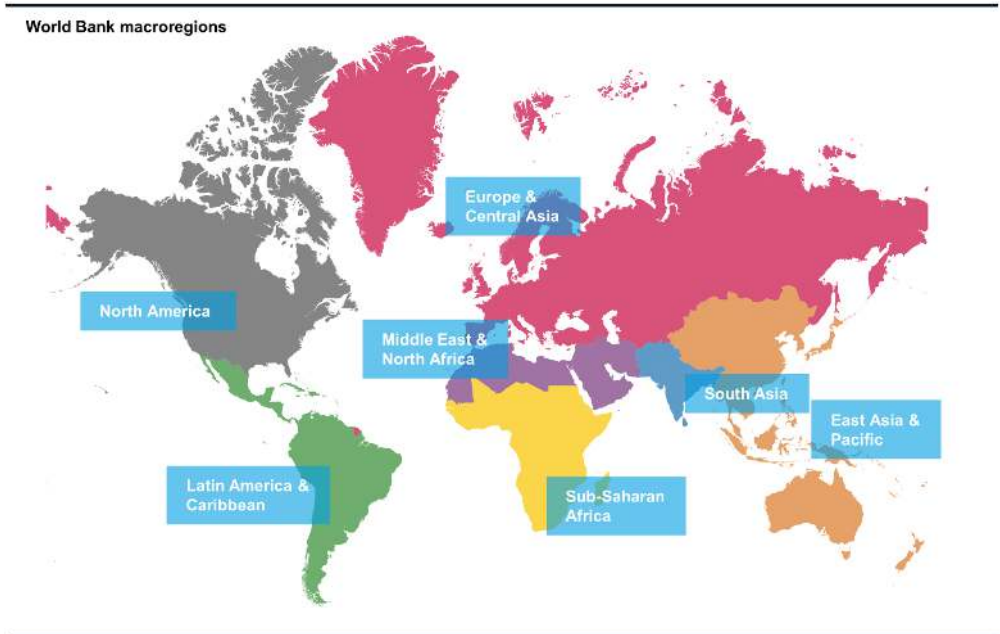 World Bank macroregions
Europe &
Central Asia
North America
Middle East &
North Africa
South Asia
East Asia &
Pacific
Latin America &
Caribbean
Sub-Saharan
Africa